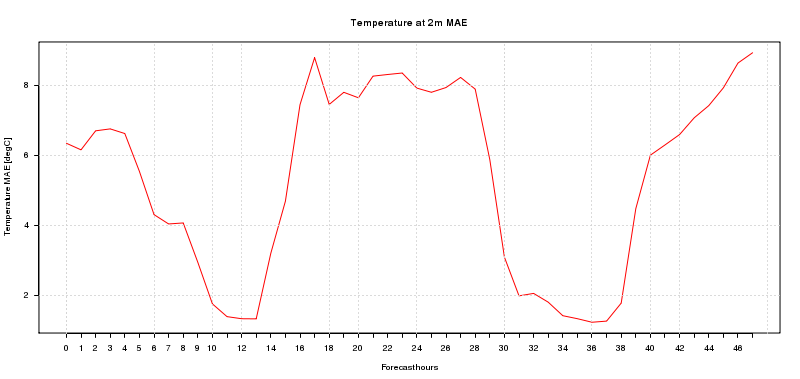 Temperature at 2m MAE
Temperature MAE [degC]
8
6
4
2
0 1 2 3 4 5 6 7 8 9 10 12 14 16 18 20 22 24 26 28 30 32 34 36 38 40 42 44 46
Forecasthours